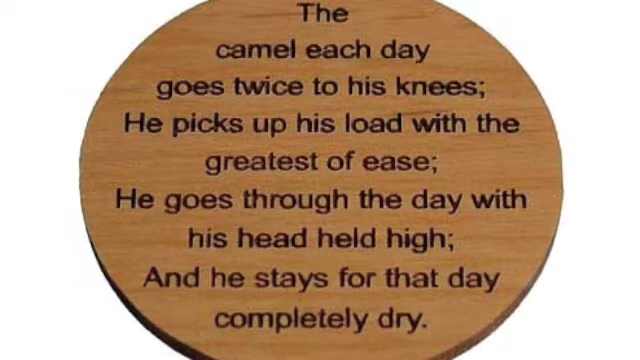 The
camel each day
goes twice to his knees;
He picks up his load with the
greatest of ease;
He goes through the day with
his head held high;
And he stays for that day
completely dry.